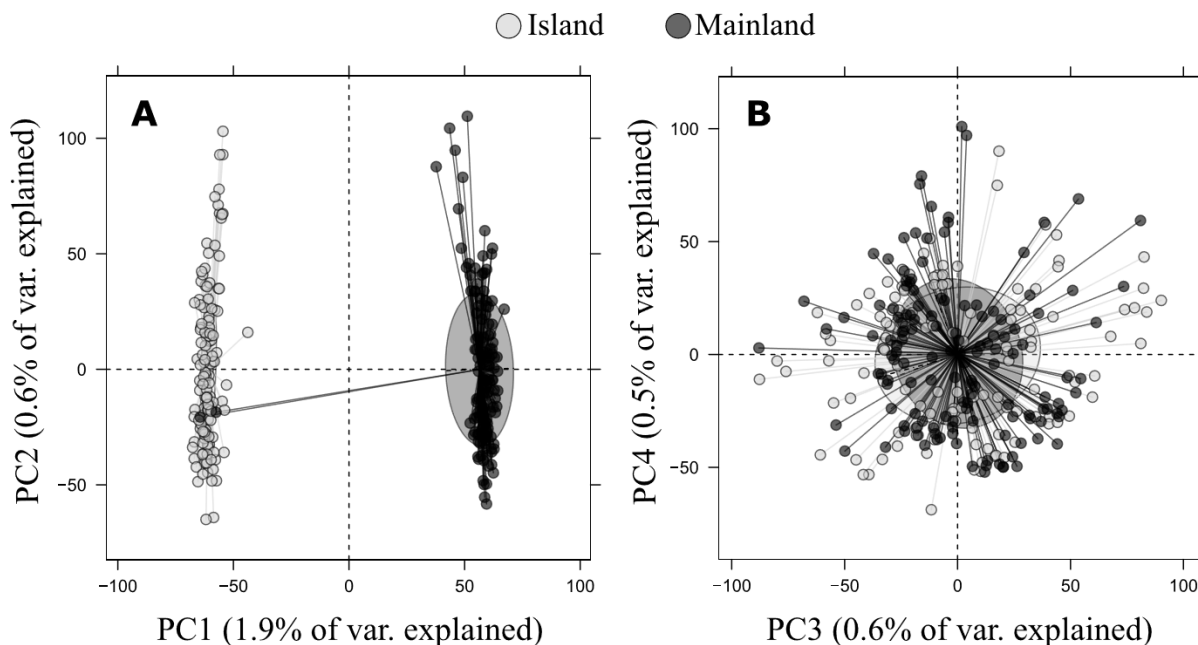 Island Mainland
A
PC2 (0.6% of var. explained)
100
50
0
−50
−100 −50 0 50 100
PC1 (1.9% of var. explained)
B
PC4 (0.5% of var. explained)
100
50
0
−50
−100 −50 0 50 100
PC3 (0.6% of var. explained)